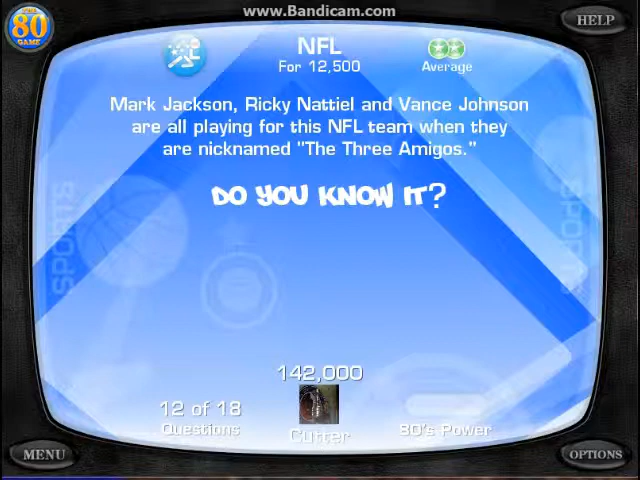 www.Bandicam.com
THE
80
GAME
HELP
NFL
For 12,500
Average
Mark Jackson, Ricky Nattiel and Vance Johnson
are all playing for this NFL team when they
are nicknamed "The Three Amigos."
DO YOU KNOW IT?
SPORTS
SPORTS
142,000
12 of 18
Questions
Cutter
80's Power
MENU
OPTIONS